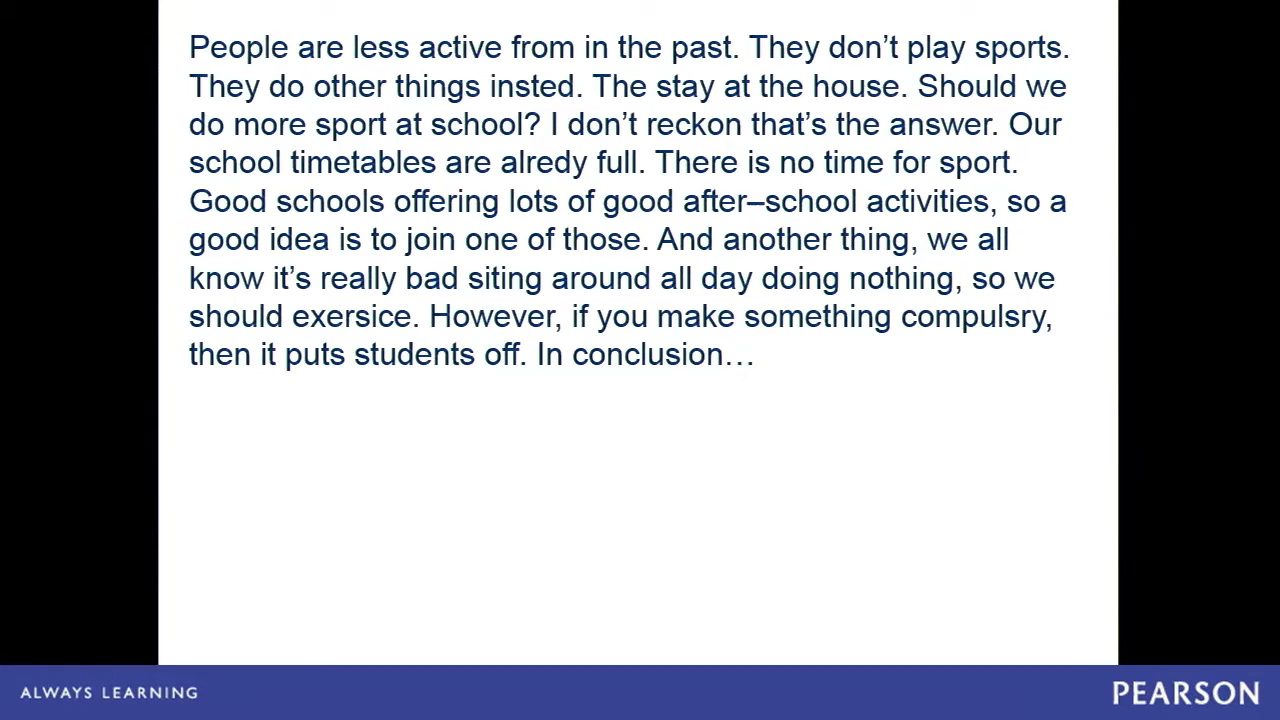 People are less active from in the past. They don’t play sports.
They do other things insted. The stay at the house. Should we
do more sport at school? I don’t reckon that’s the answer. Our
school timetables are alredy full. There is no time for sport.
Good schools offering lots of good after–school activities, so a
good idea is to join one of those. And another thing, we all
know it’s really bad siting around all day doing nothing, so we
should exersice. However, if you make something compulsry,
then it puts students off. In conclusion…
ALWAYS LEARNING
PEARSON